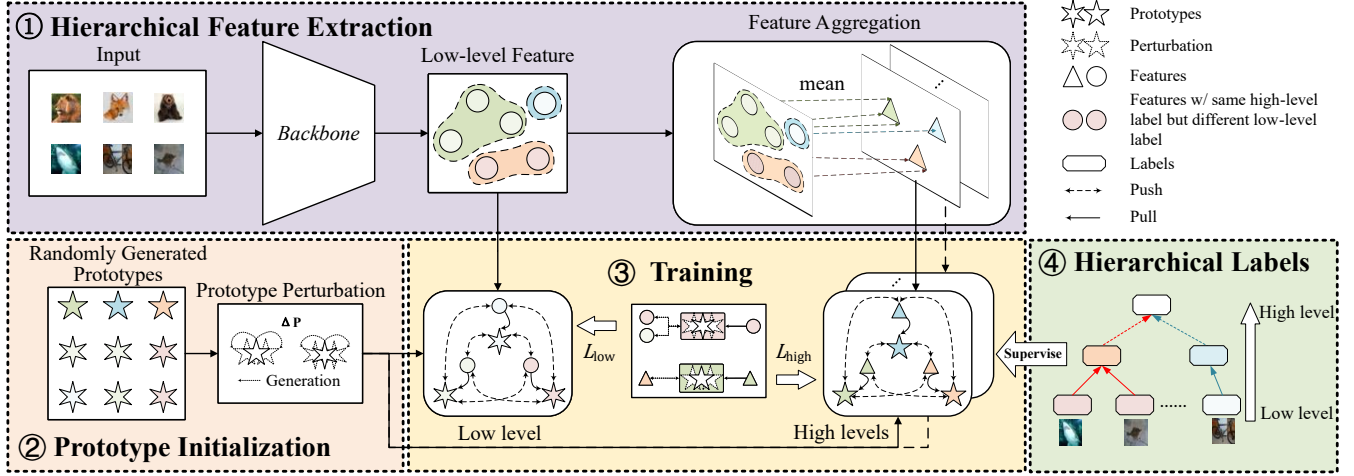 ① Hierarchical Feature Extraction
Input
Backbone
Low-level Feature
Feature Aggregation
mean
...
Prototypes
Perturbation
Features
Features w/ same high-level
label but different low-level
label
Labels
Push
Pull
Randomly Generated
Prototypes
Prototype Perturbation
Δ P
Generation
② Prototype Initialization
③ Training
Low level
L_low
L_high
...
High levels
④ Hierarchical Labels
Supervise
High level
......
Low level